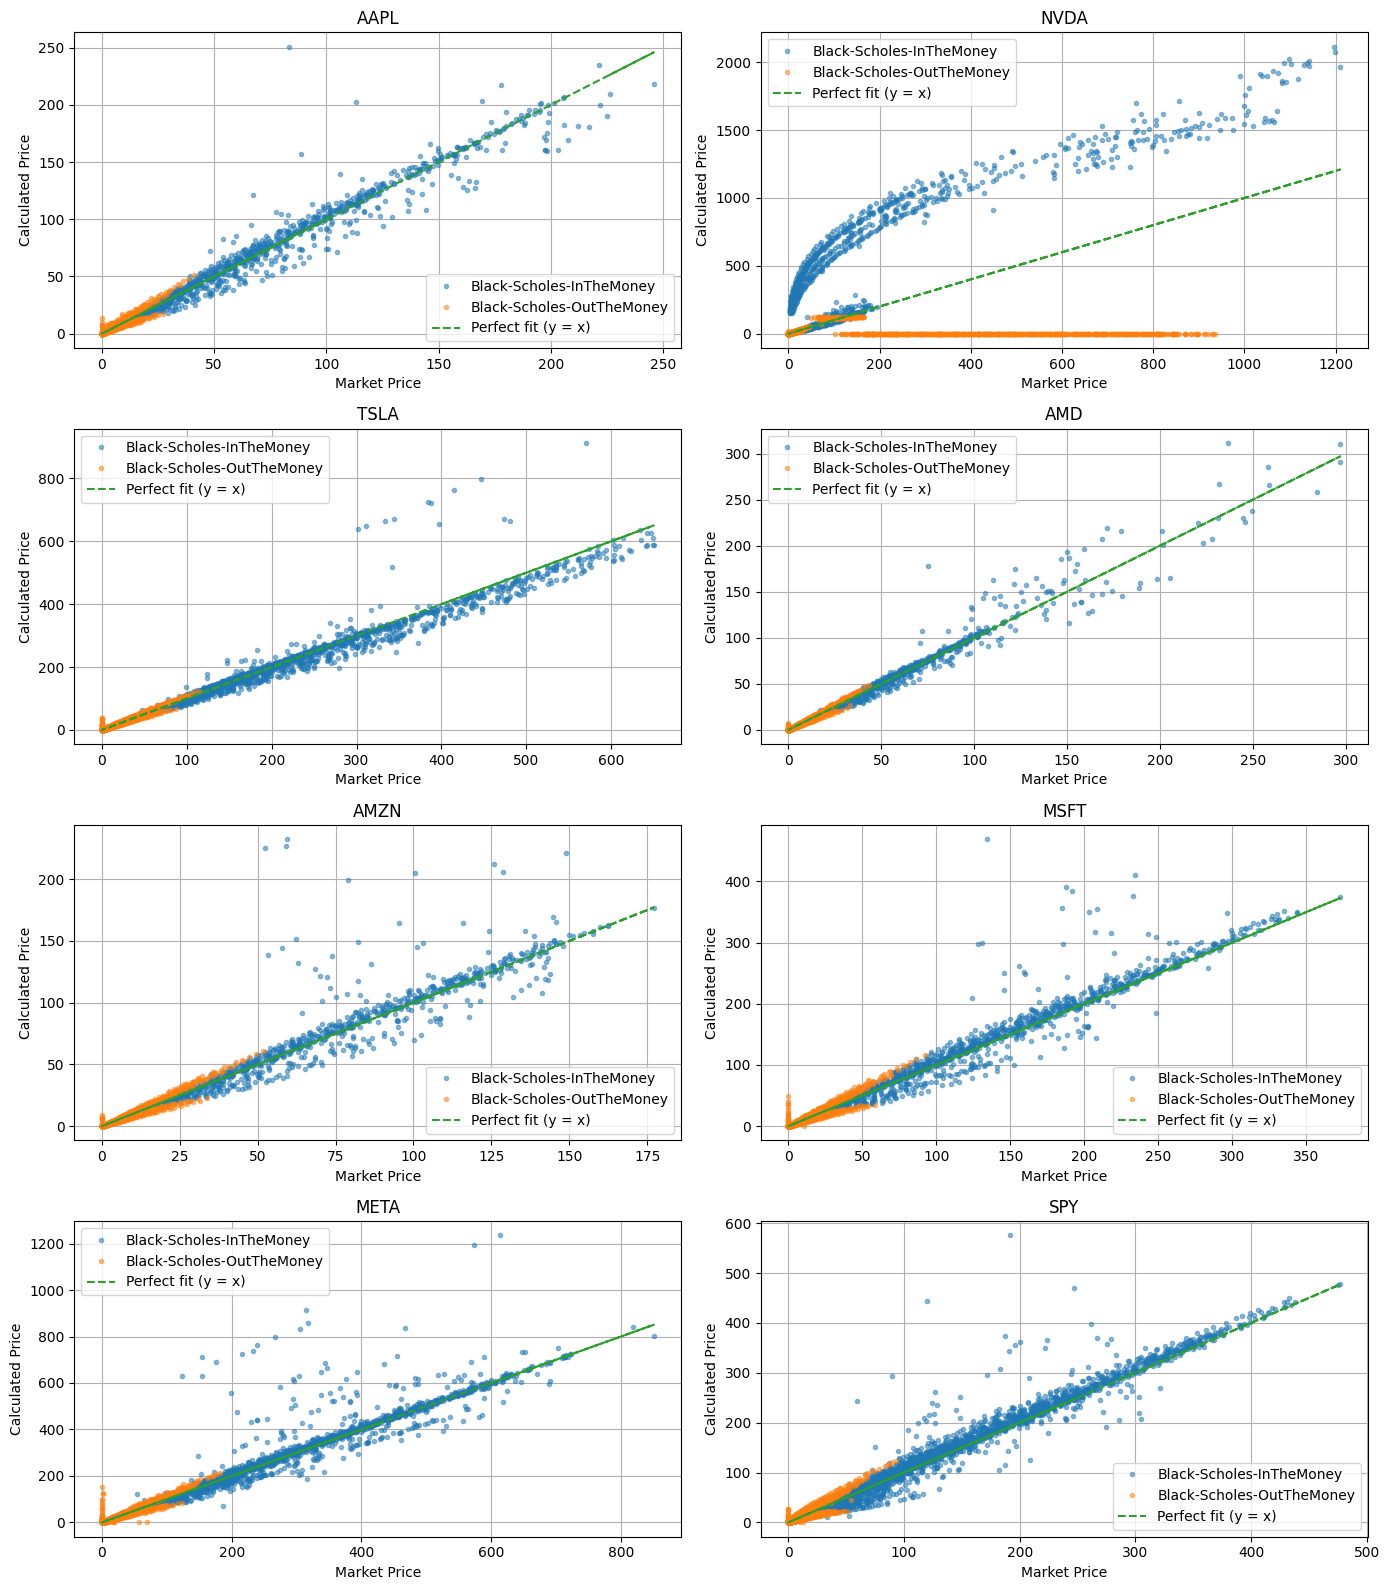 AAPL
250
200
150
100
50
0
Calculated Price
Black-Scholes-InTheMoney
Black-Scholes-OutTheMoney
Perfect fit (y = x)
0 50 100 150 200 250
Market Price
NVDA
2000
1500
1000
500
0
Calculated Price
Black-Scholes-InTheMoney
Black-Scholes-OutTheMoney
Perfect fit (y = x)
0 200 400 600 800 1000 1200
Market Price
TSLA
800
600
400
200
0
Calculated Price
Black-Scholes-InTheMoney
Black-Scholes-OutTheMoney
Perfect fit (y = x)
0 100 200 300 400 500 600
Market Price
AMD
300
250
200
150
100
50
0
Calculated Price
Black-Scholes-InTheMoney
Black-Scholes-OutTheMoney
Perfect fit (y = x)
0 50 100 150 200 250 300
Market Price
AMZN
200
150
100
50
0
Calculated Price
Black-Scholes-InTheMoney
Black-Scholes-OutTheMoney
Perfect fit (y = x)
0 25 50 75 100 125 150 175
Market Price
MSFT
400
300
200
100
0
Calculated Price
Black-Scholes-InTheMoney
Black-Scholes-OutTheMoney
Perfect fit (y = x)
0 50 100 150 200 250 300 350
Market Price
META
1200
1000
800
600
400
200
0
Calculated Price
Black-Scholes-InTheMoney
Black-Scholes-OutTheMoney
Perfect fit (y = x)
0 200 400 600 800
Market Price
SPY
600
500
400
300
200
100
0
Calculated Price
Black-Scholes-InTheMoney
Black-Scholes-OutTheMoney
Perfect fit (y = x)
0 100 200 300 400 500
Market Price